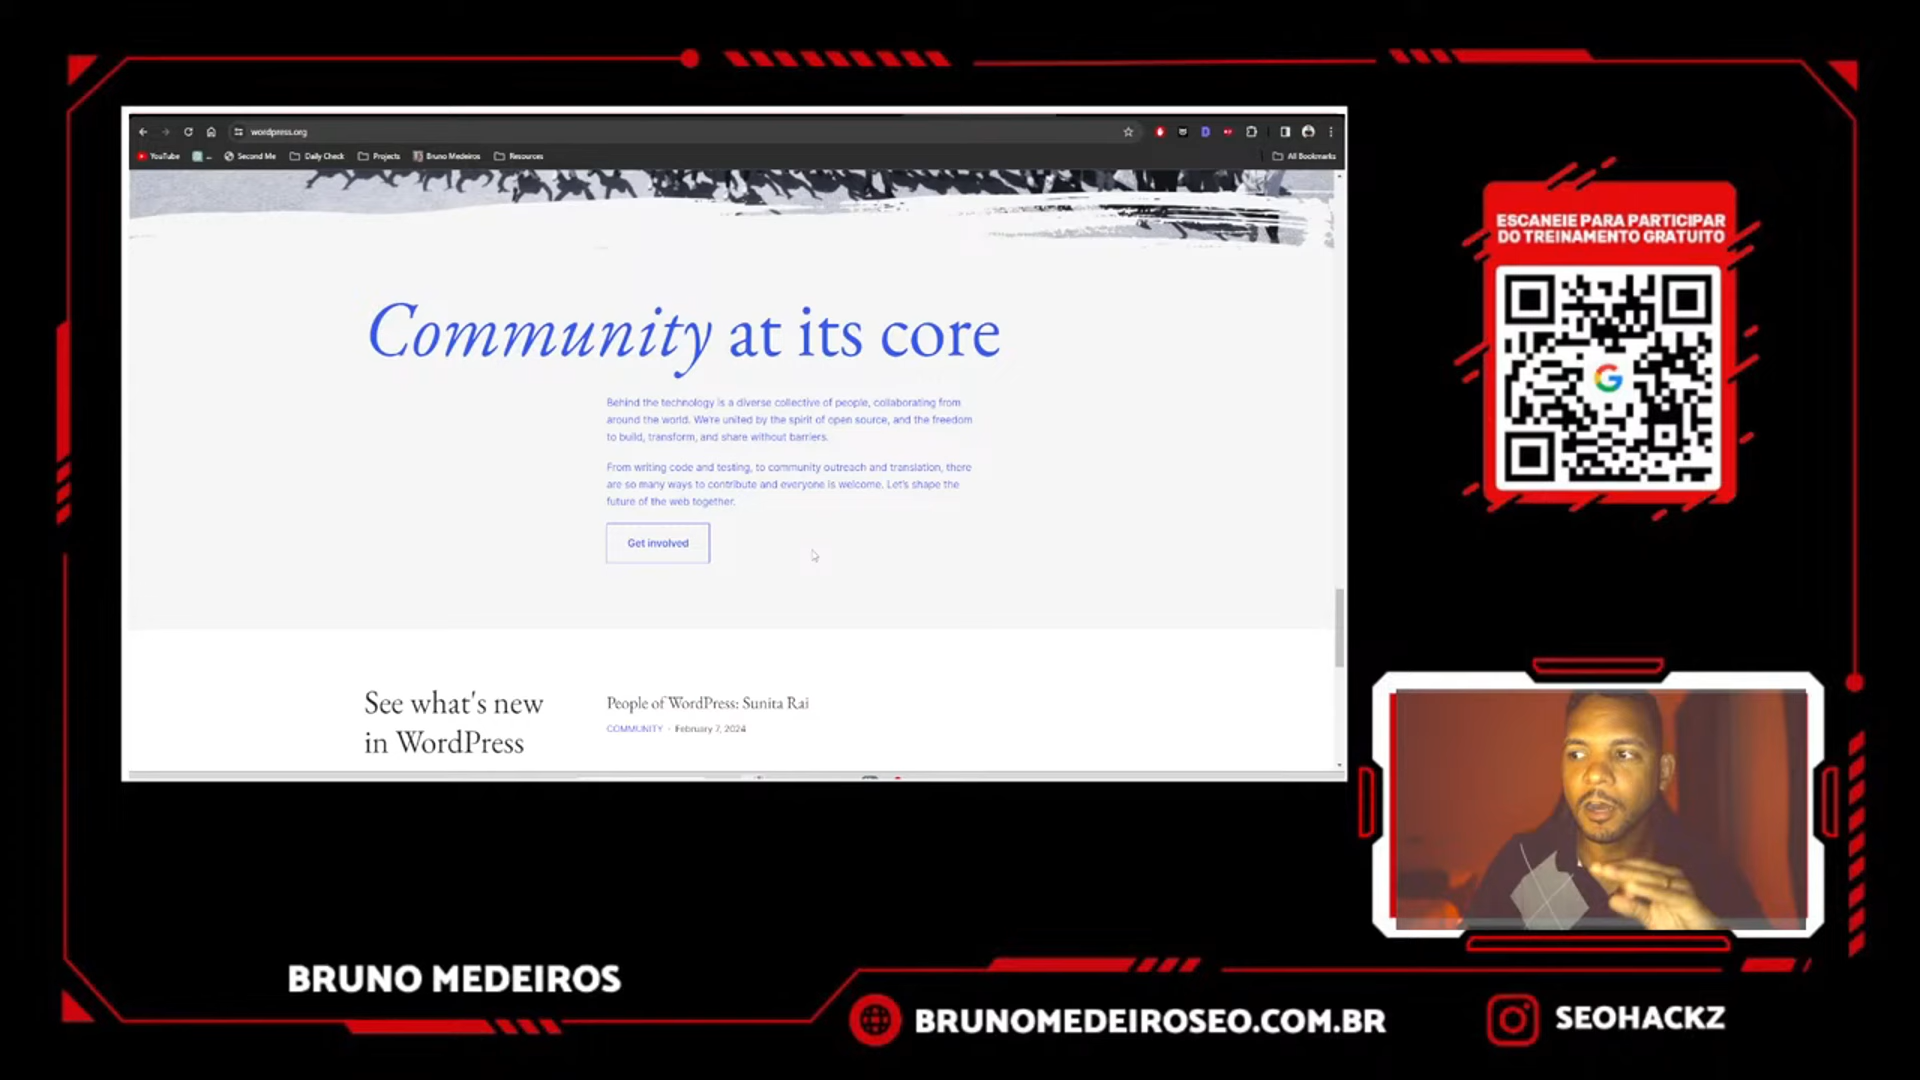 wordpress.org
YouTube
Second Me
Daily Check
Projects
Bruno Medeiros
Resources
All Bookmarks
Community at its core
Behind the technology is a diverse collective of people, collaborating from
around the world. We're united by the spirit of open source, and the freedom
to build, transform, and share without barriers.
From writing code and testing, to community outreach and translation, there
are so many ways to contribute and everyone is welcome. Let's shape the
future of the web together.
Get involved
See what's new
in WordPress
People of WordPress: Sunita Rai
COMMUNITY · February 7, 2024
ESCANEIE PARA PARTICIPAR
DO TREINAMENTO GRATUITO
G
BRUNO MEDEIROS
BRUNOMEDEIROSEO.COM.BR
SEOHACKZ